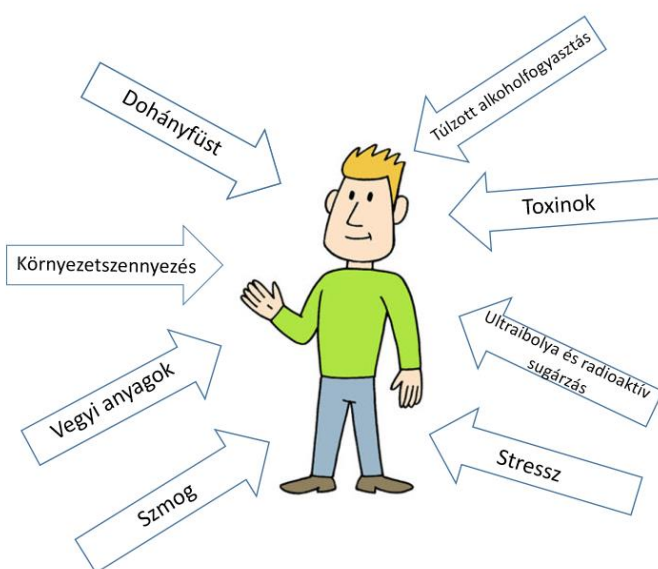 Dohányfüst
Túlzott alkoholfogyasztás
Toxinok
Környezetszennyezés
Ultraibolya és radioaktív
sugárzás
Vegyi anyagok
Stressz
Szmog